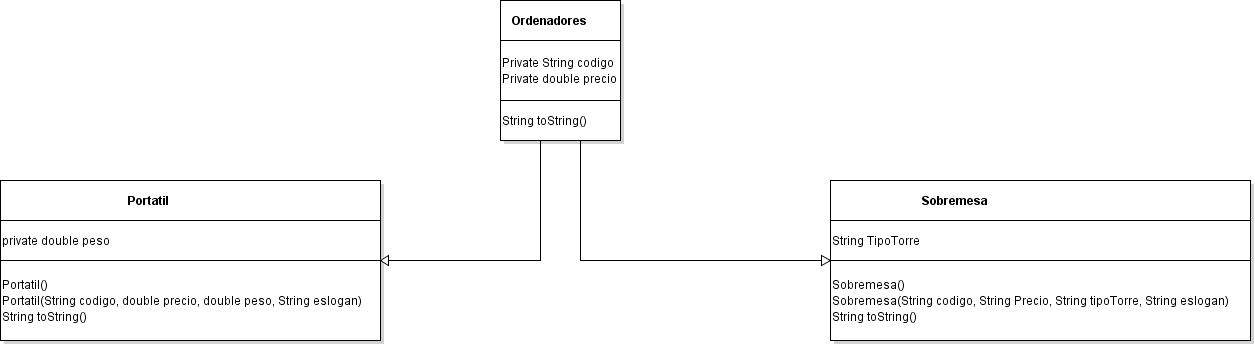 Ordenadores
Private String codigo
Private double precio
String toString()
Portatil
private double peso
Portatil()
Portatil(String codigo, double precio, double peso, String eslogan)
String toString()
Sobremesa
String TipoTorre
Sobremesa()
Sobremesa(String codigo, String Precio, String tipoTorre, String eslogan)
String toString()